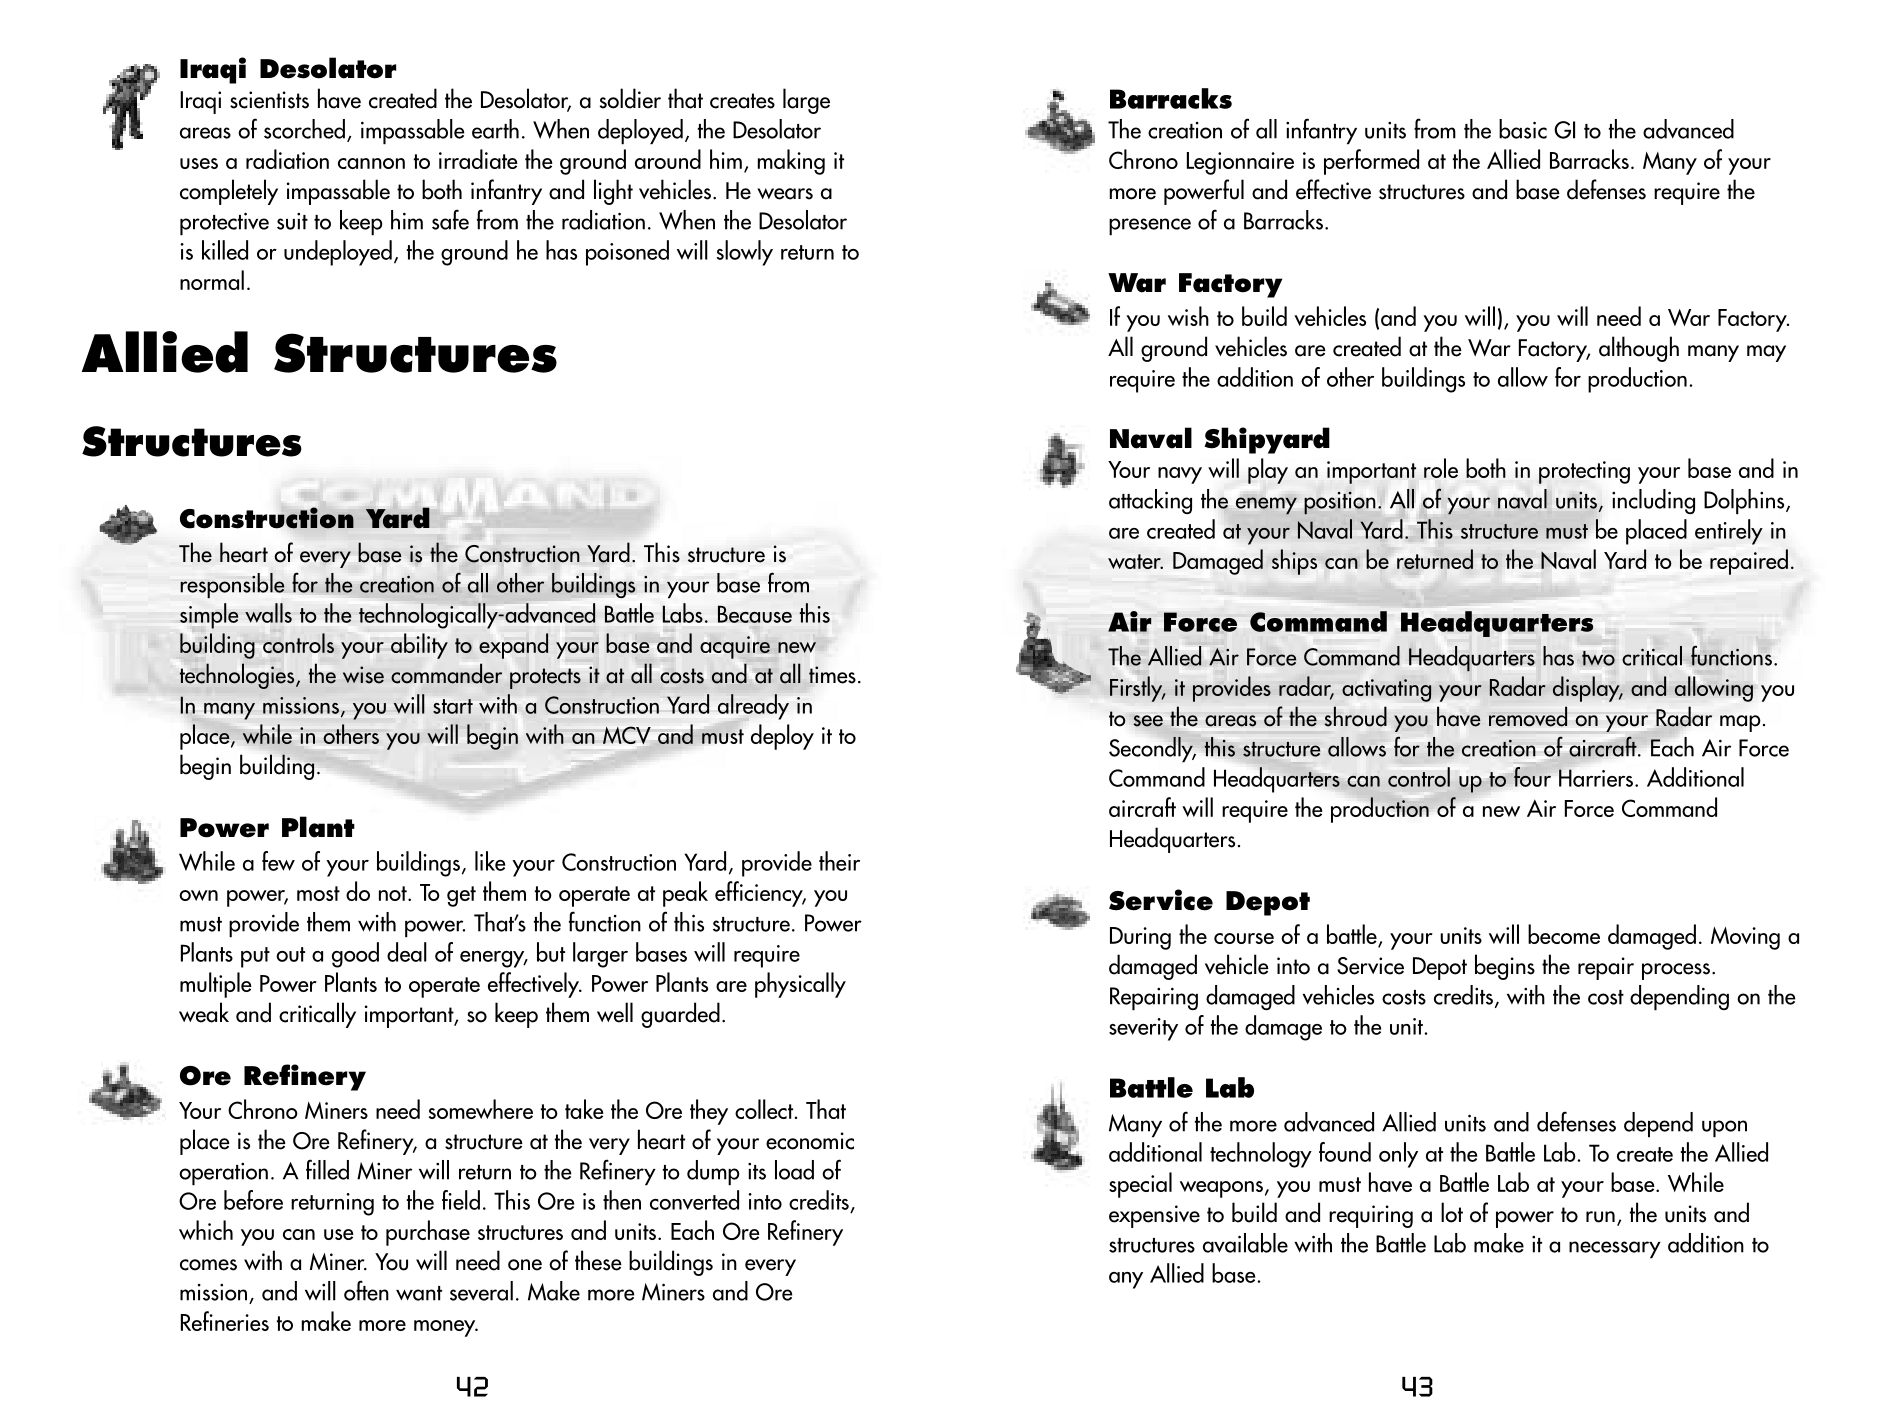 Iraqi Desolator
Iraqi scientists have created the Desolator, a soldier that creates large
areas of scorched, impassable earth. When deployed, the Desolator
uses a radiation cannon to irradiate the ground around him, making it
completely impassable to both infantry and light vehicles. He wears a
protective suit to keep him safe from the radiation. When the Desolator
is killed or undeployed, the ground he has poisoned will slowly return to
normal.
Allied Structures
Structures
COMMAND
&
CONQUER
RED ALERT
2
Construction Yard
The heart of every base is the Construction Yard. This structure is
responsible for the creation of all other buildings in your base from
simple walls to the technologically-advanced Battle Labs. Because this
building controls your ability to expand your base and acquire new
technologies, the wise commander protects it at all costs and at all times.
In many missions, you will start with a Construction Yard already in
place, while in others you will begin with an MCV and must deploy it to
begin building.
Power Plant
While a few of your buildings, like your Construction Yard, provide their
own power, most do not. To get them to operate at peak efficiency, you
must provide them with power. That's the function of this structure. Power
Plants put out a good deal of energy, but larger bases will require
multiple Power Plants to operate effectively. Power Plants are physically
weak and critically important, so keep them well guarded.
Ore Refinery
Your Chrono Miners need somewhere to take the Ore they collect. That
place is the Ore Refinery, a structure at the very heart of your economic
operation. A filled Miner will return to the Refinery to dump its load of
Ore before returning to the field. This Ore is then converted into credits,
which you can use to purchase structures and units. Each Ore Refinery
comes with a Miner. You will need one of these buildings in every
mission, and will often want several. Make more Miners and Ore
Refineries to make more money.
42
Barracks
The creation of all infantry units from the basic GI to the advanced
Chrono Legionnaire is performed at the Allied Barracks. Many of your
more powerful and effective structures and base defenses require the
presence of a Barracks.
War Factory
If you wish to build vehicles (and you will), you will need a War Factory.
All ground vehicles are created at the War Factory, although many may
require the addition of other buildings to allow for production.
Naval Shipyard
Your navy will play an important role both in protecting your base and in
attacking the enemy position. All of your naval units, including Dolphins,
are created at your Naval Yard. This structure must be placed entirely in
water. Damaged ships can be returned to the Naval Yard to be repaired.
Air Force Command Headquarters
The Allied Air Force Command Headquarters has two critical functions.
Firstly, it provides radar, activating your Radar display, and allowing you
to see the areas of the shroud you have removed on your Radar map.
Secondly, this structure allows for the creation of aircraft. Each Air Force
Command Headquarters can control up to four Harriers. Additional
aircraft will require the production of a new Air Force Command
Headquarters.
Service Depot
During the course of a battle, your units will become damaged. Moving a
damaged vehicle into a Service Depot begins the repair process.
Repairing damaged vehicles costs credits, with the cost depending on the
severity of the damage to the unit.
Battle Lab
Many of the more advanced Allied units and defenses depend upon
additional technology found only at the Battle Lab. To create the Allied
special weapons, you must have a Battle Lab at your base. While
expensive to build and requiring a lot of power to run, the units and
structures available with the Battle Lab make it a necessary addition to
any Allied base.
43